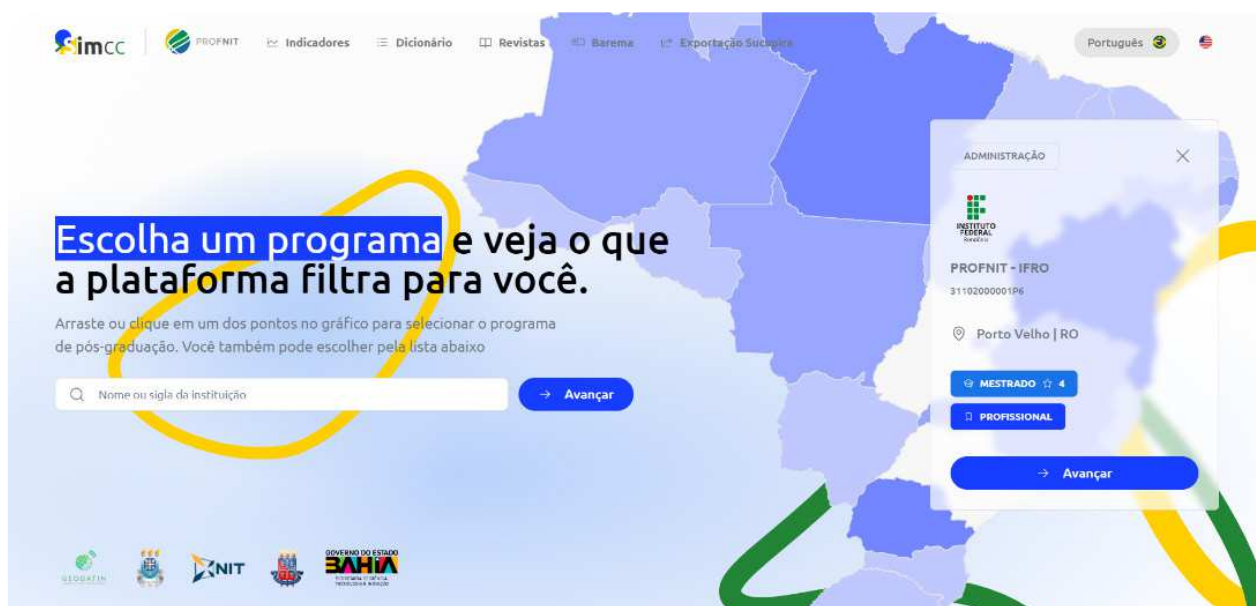 Simcc
PROFNIT
Indicadores
Dicionário
Revistas
Barema
Exportação Sucupira
Português
ADMINISTRAÇÃO
INSTITUTO
FEDERAL
Rondônia
PROFNIT - IFRO
31102000001P6
Porto Velho | RO
MESTRADO 4
PROFISSIONAL
Avançar
Escolha um programa e veja o que
a plataforma filtra para você.
Arraste ou clique em um dos pontos no gráfico para selecionar o programa
de pós-graduação. Você também pode escolher pela lista abaixo
Nome ou sigla da instituição
Avançar
NIT
GOVERNO DO ESTADO
BAHIA